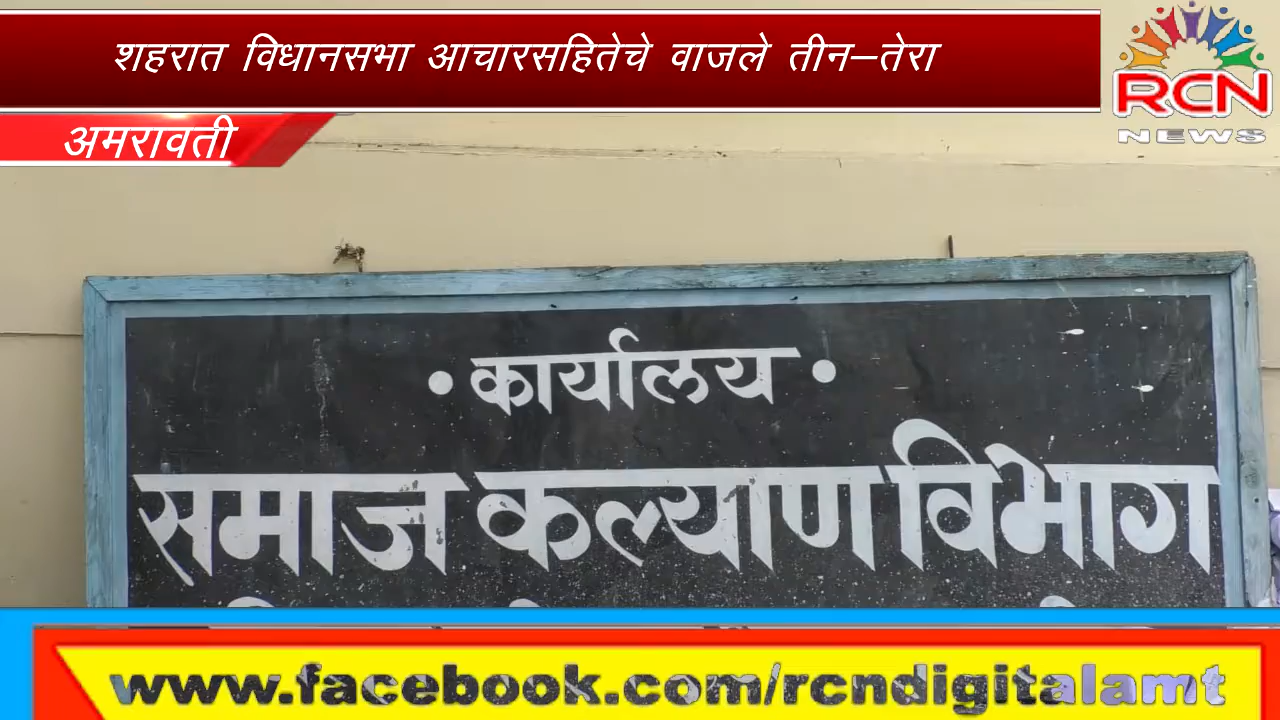 शहरात विधानसभा आचारसहितेचे वाजले तीन–तेरा
RCN
NEWS
अमरावती
• कार्यालय •
समाज कल्याण विभाग
www.facebook.com/rcndigitalamt